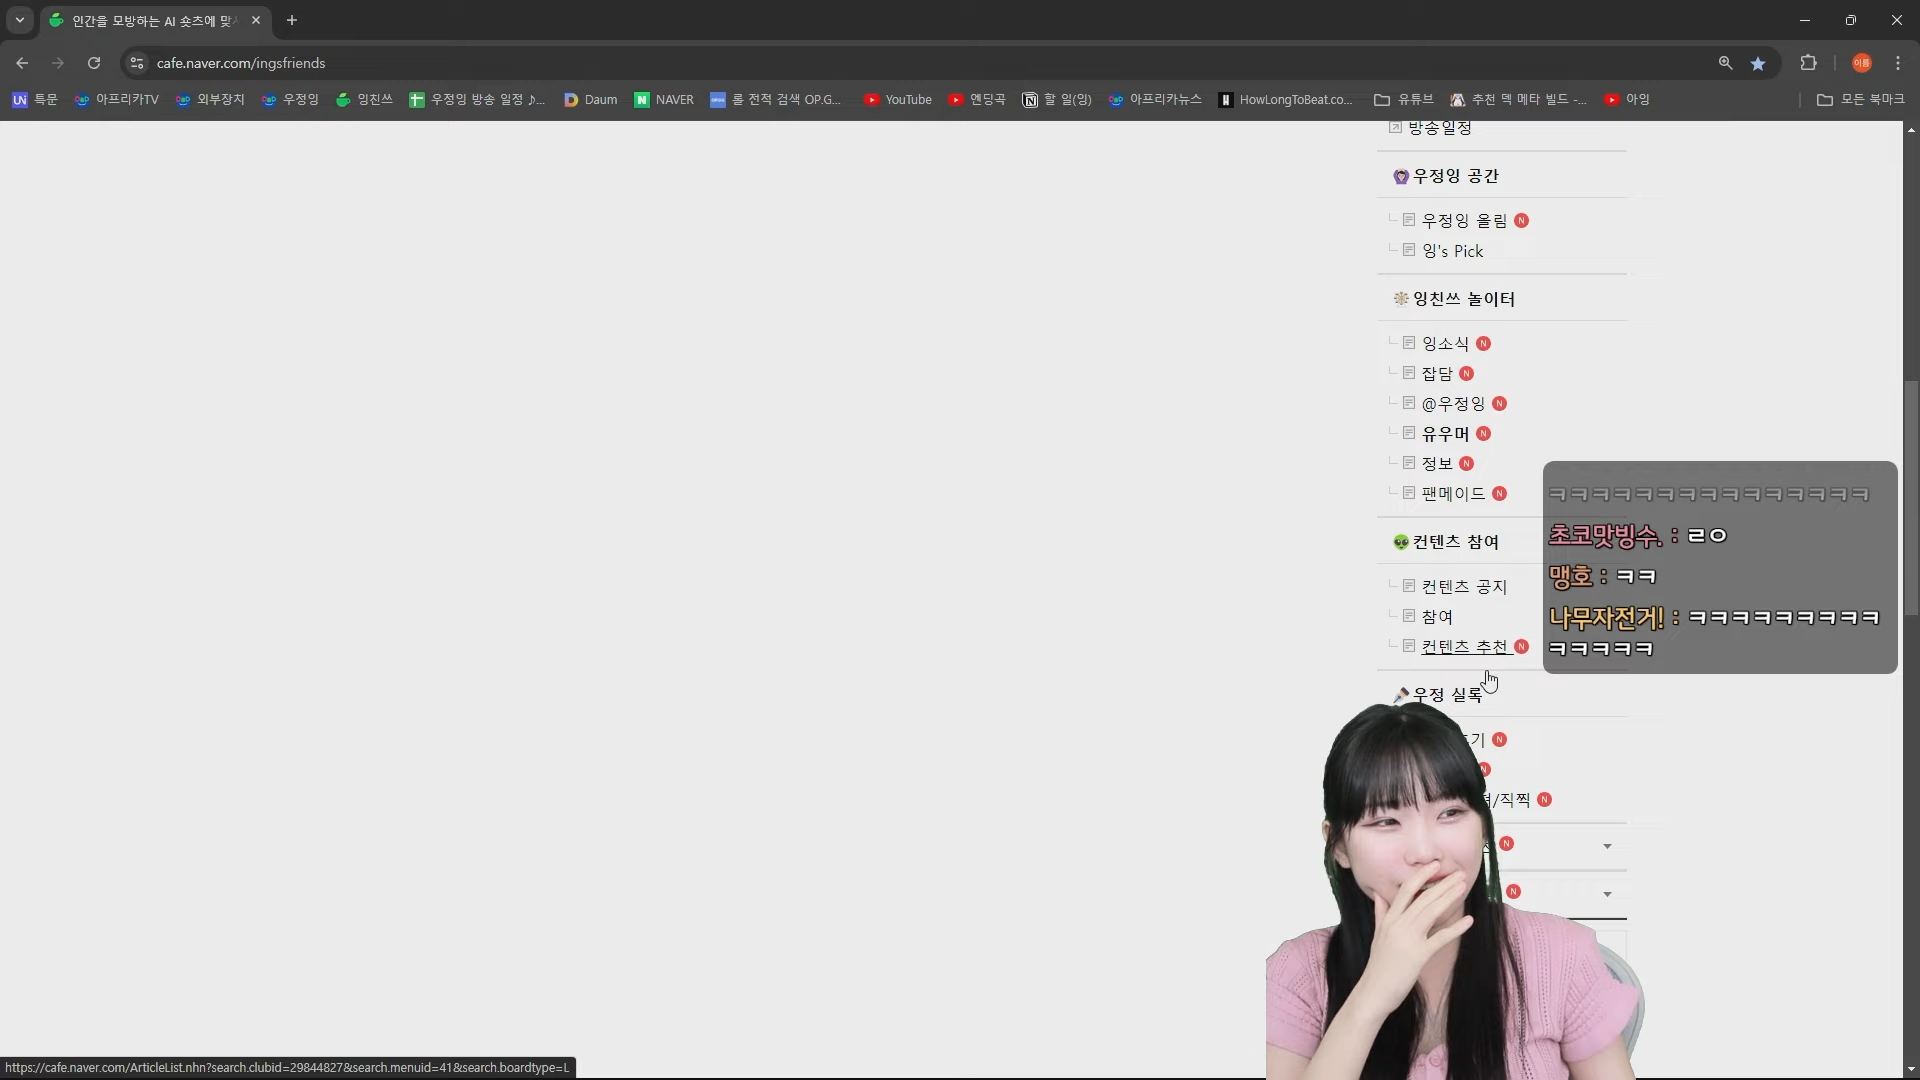 인간을 모방하는 AI 숏츠에 맞
cafe.naver.com/ingsfriends
이름
UN 특문
아프리카TV
외부장치
우정잉
잉친쓰
우정잉 방송 일정 ♪...
Daum
NAVER
롤 전적 검색 OP.G...
YouTube
엔딩곡
할 일(잉)
아프리카뉴스
HowLongToBeat.co...
유튜브
추천 덱 메타 빌드 -...
아잉
모든 북마크
방송일정
우정잉 공간
우정잉 올림 N
잉's Pick
잉친쓰 놀이터
잉소식 N
잡담 N
@우정잉 N
유우머 N
정보 N
팬메이드 N
컨텐츠 참여
컨텐츠 공지
참여
컨텐츠 추천 N
우정 실록
기 N
N
/직찍 N
N
N
ㅋㅋㅋㅋㅋㅋㅋㅋㅋㅋㅋㅋㅋㅋㅋ
초코맛빙수. : ㄹㅇ
맹호 : ㅋㅋ
나무자전거! : ㅋㅋㅋㅋㅋㅋㅋㅋㅋ
ㅋㅋㅋㅋㅋ
https://cafe.naver.com/ArticleList.nhn?search.clubid=29844827&search.menuid=41&search.boardtype=L